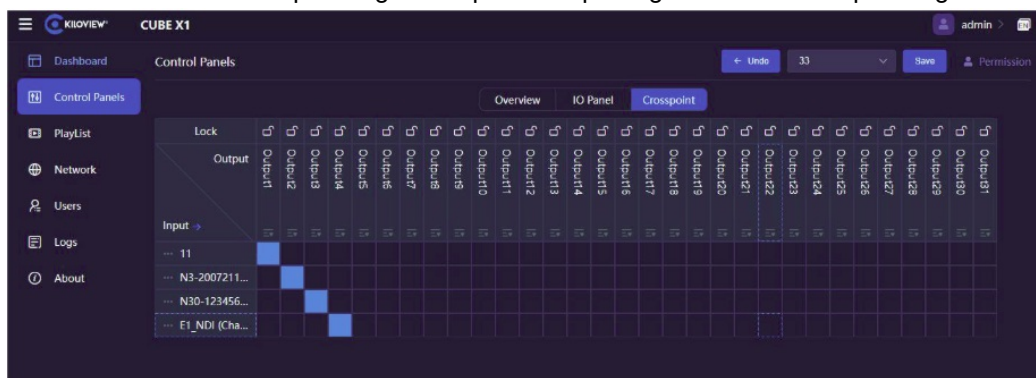 KILOVIEW CUBE X1 admin > EN
Dashboard Control Panels ← Undo 33 Save Permission
Control Panels
Overview IO Panel Crosspoint
PlayList
Lock
Network
Output Output1 Output2 Output3 Output4 Output5 Output6 Output7 Output8 Output9 Output10 Output11 Output12 Output13 Output14 Output15 Output16 Output17 Output18 Output19 Output20 Output21 Output22 Output23 Output24 Output25 Output26 Output27 Output28 Output29 Output30 Output31
Users
Input →
Logs
··· 11
About
··· N3-2007211...
··· N30-123456...
··· E1_NDI (Cha...